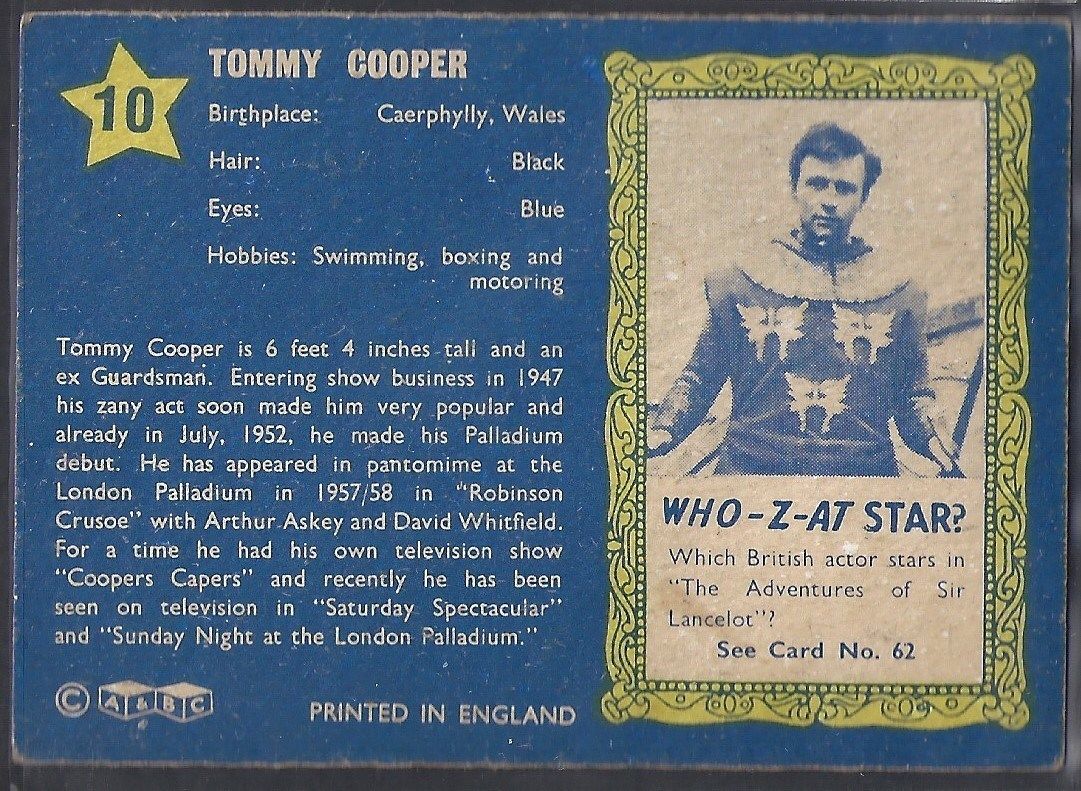 10
TOMMY COOPER
Birthplace: Caerphylly, Wales
Hair: Black
Eyes: Blue
Hobbies: Swimming, boxing and
motoring
Tommy Cooper is 6 feet 4 inches tall and an
ex Guardsman. Entering show business in 1947
his zany act soon made him very popular and
already in July, 1952, he made his Palladium
debut. He has appeared in pantomime at the
London Palladium in 1957/58 in "Robinson
Crusoe" with Arthur Askey and David Whitfield.
For a time he had his own television show
"Coopers Capers" and recently he has been
seen on television in "Saturday Spectacular"
and "Sunday Night at the London Palladium."
© A & B C
PRINTED IN ENGLAND
WHO-Z-AT STAR?
Which British actor stars in
"The Adventures of Sir
Lancelot"?
See Card No. 62